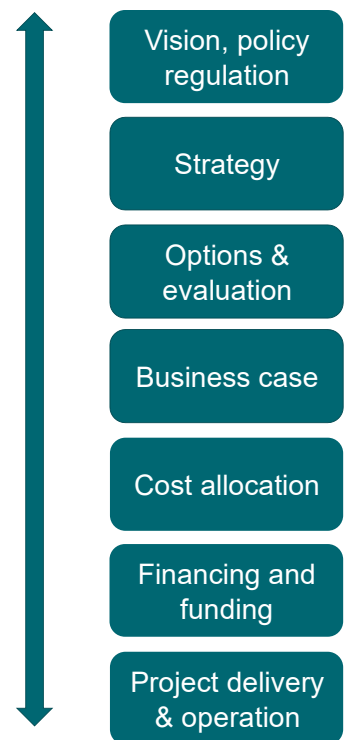 Vision, policy
regulation
Strategy
Options &
evaluation
Business case
Cost allocation
Financing and
funding
Project delivery
& operation